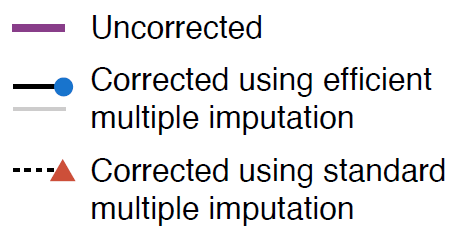 Uncorrected
Corrected using efficient
multiple imputation
Corrected using standard
multiple imputation